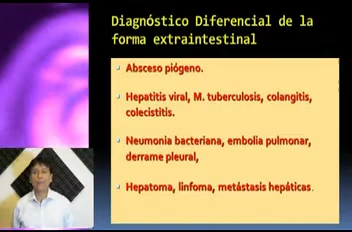 Diagnóstico Diferencial de la
forma extraintestinal
Absceso piógeno.
Hepatitis viral, M. tuberculosis, colangitis,
colecistitis.
Neumonia bacteriana, embolia pulmonar,
derrame pleural,
Hepatoma, linfoma, metástasis hepáticas.